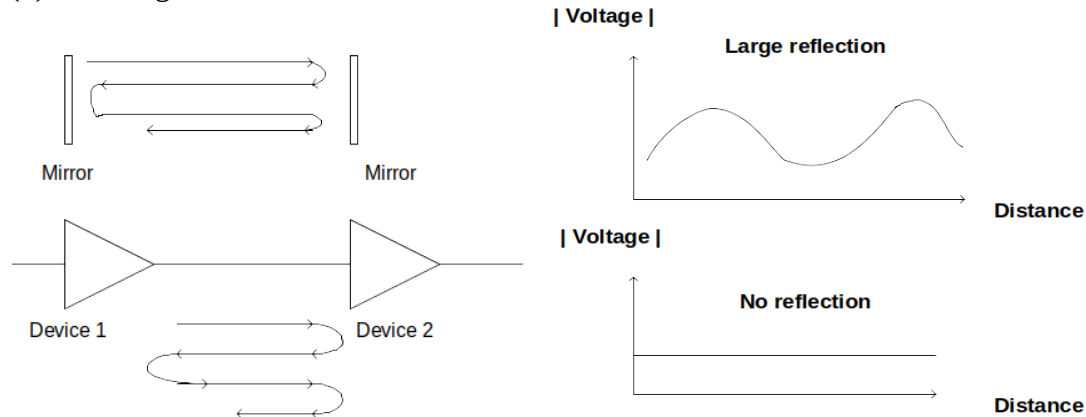 Mirror
Mirror
Device 1
Device 2
| Voltage |
Large reflection
Distance
| Voltage |
No reflection
Distance